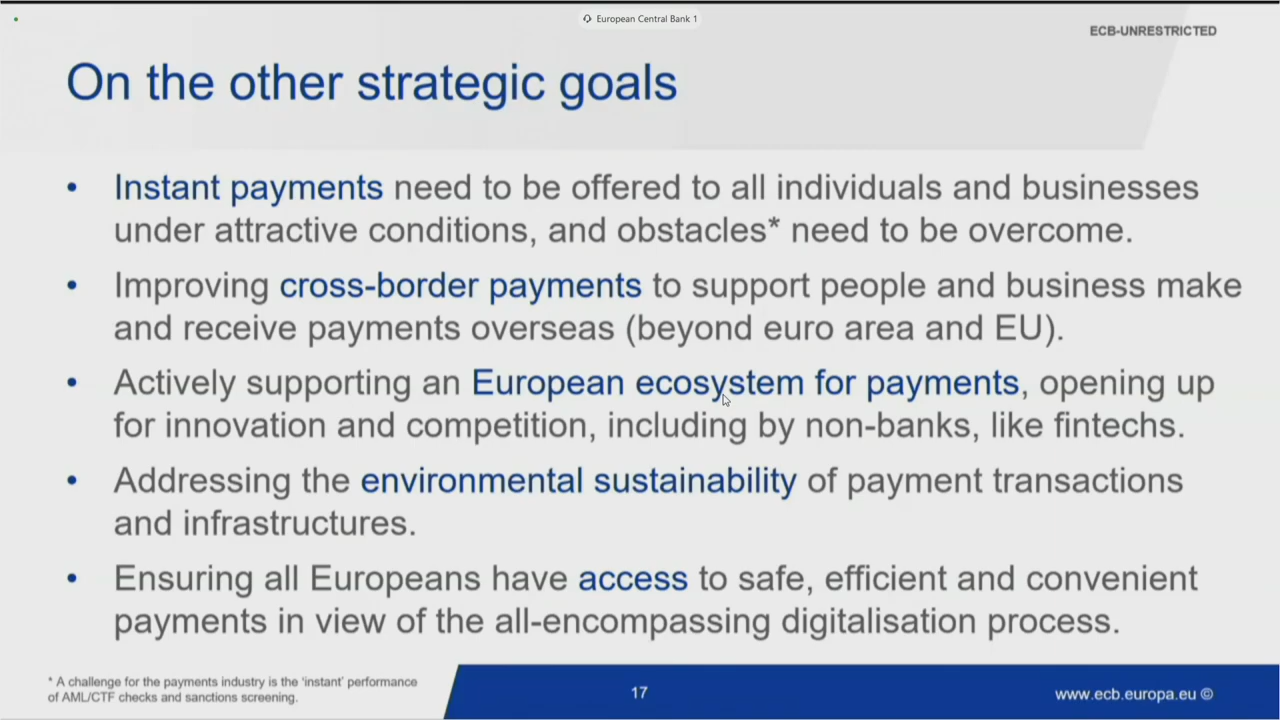 European Central Bank 1
ECB-UNRESTRICTED
On the other strategic goals
• Instant payments need to be offered to all individuals and businesses
under attractive conditions, and obstacles* need to be overcome.
• Improving cross-border payments to support people and business make
and receive payments overseas (beyond euro area and EU).
• Actively supporting an European ecosystem for payments, opening up
for innovation and competition, including by non-banks, like fintechs.
• Addressing the environmental sustainability of payment transactions
and infrastructures.
• Ensuring all Europeans have access to safe, efficient and convenient
payments in view of the all-encompassing digitalisation process.
* A challenge for the payments industry is the 'instant' performance
of AML/CTF checks and sanctions screening.
17
www.ecb.europa.eu ©